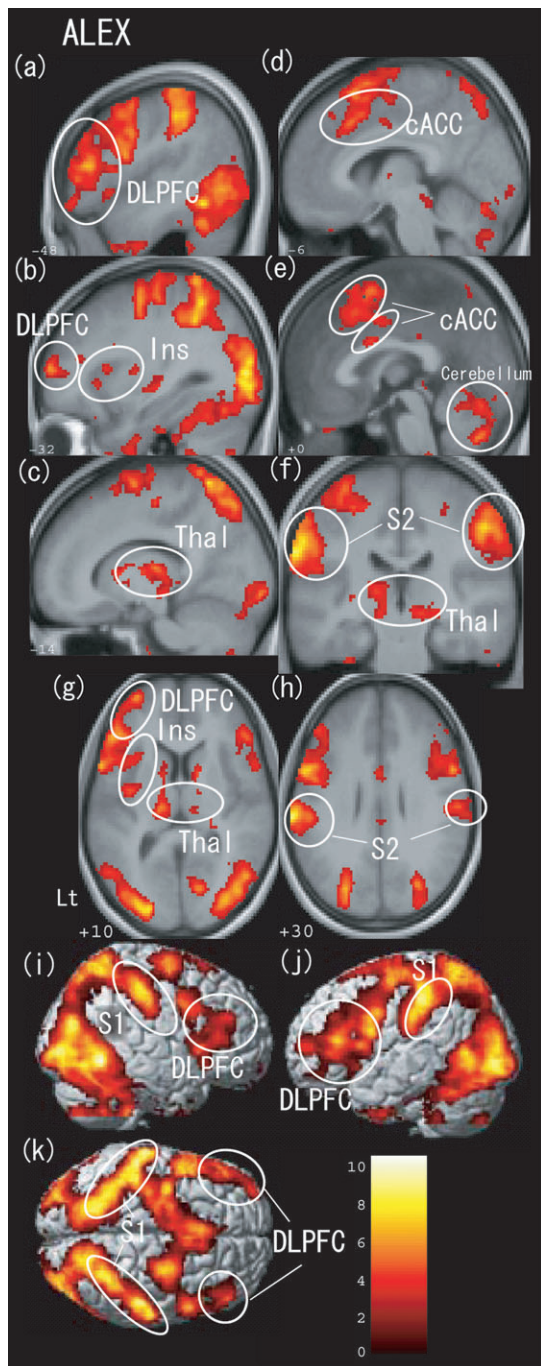 ALEX
(a)
DLPFC
-48
(d)
cACC
-6
(b)
DLPFC
Ins
-32
(e)
cACC
Cerebellum
+0
(c)
Thal
-14
(f)
S2
Thal
(g)
DLPFC
Ins
Thal
Lt
+10
(h)
S2
+30
(i)
S1
DLPFC
(j)
S1
DLPFC
(k)
S1
DLPFC
10
8
6
4
2
0